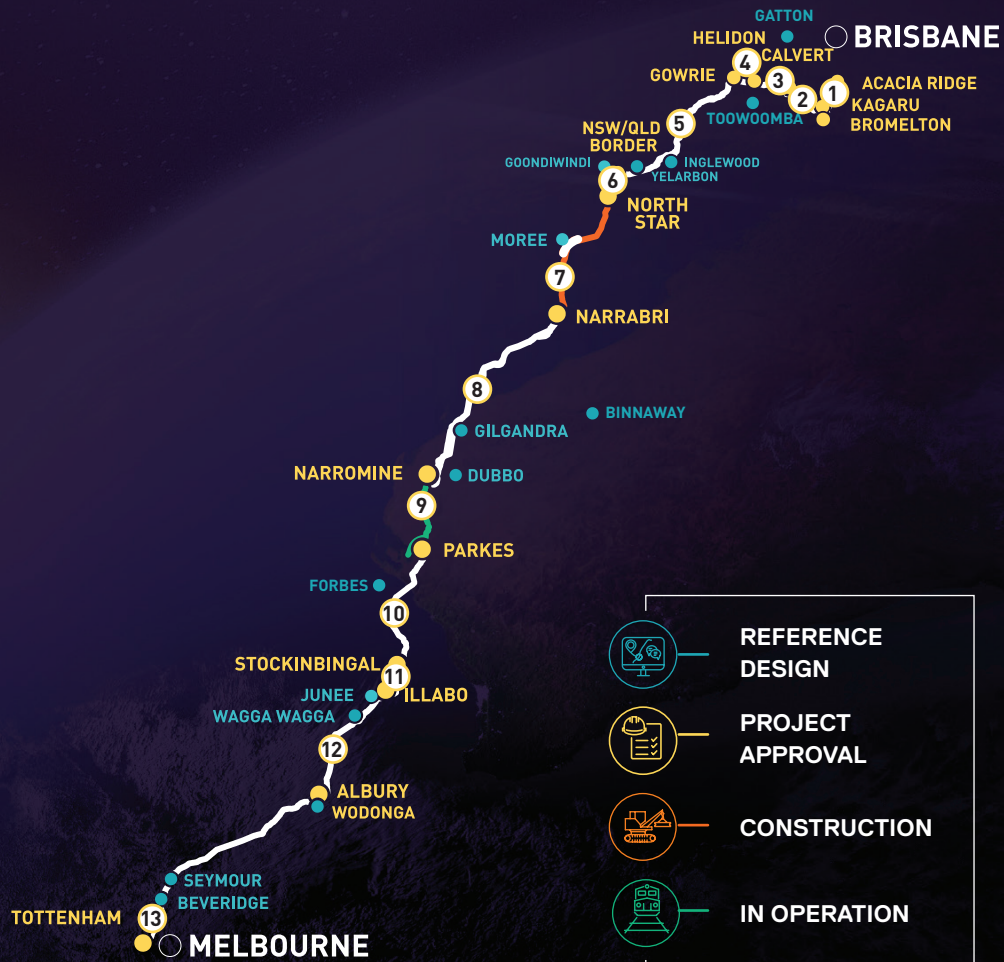 GATTON
BRISBANE
HELIDON
CALVERT
4
GOWRIE
3
ACACIA RIDGE
2
1
KAGARU
TOOWOOMBA
BROMELTON
5
NSW/QLD
BORDER
GOONDIWINDI
INGLEWOOD
YELARBON
6
NORTH
STAR
MOREE
7
NARRABRI
8
BINNAWAY
GILGANDRA
NARROMINE
DUBBO
9
PARKES
FORBES
10
STOCKINBINGAL
11
JUNEE
ILLABO
WAGGA WAGGA
12
ALBURY
WODONGA
SEYMOUR
BEVERIDGE
TOTTENHAM
13
MELBOURNE
REFERENCE
DESIGN
PROJECT
APPROVAL
CONSTRUCTION
IN OPERATION